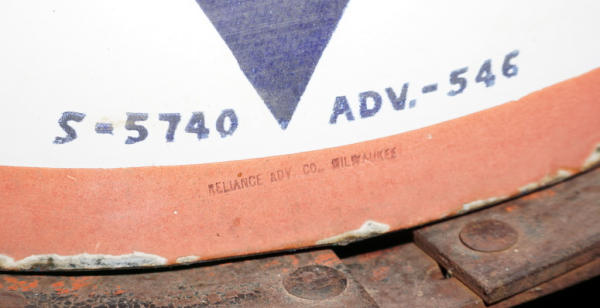 S-5740 ADV.-546
RELIANCE ADV. CO., MILWAUKEE